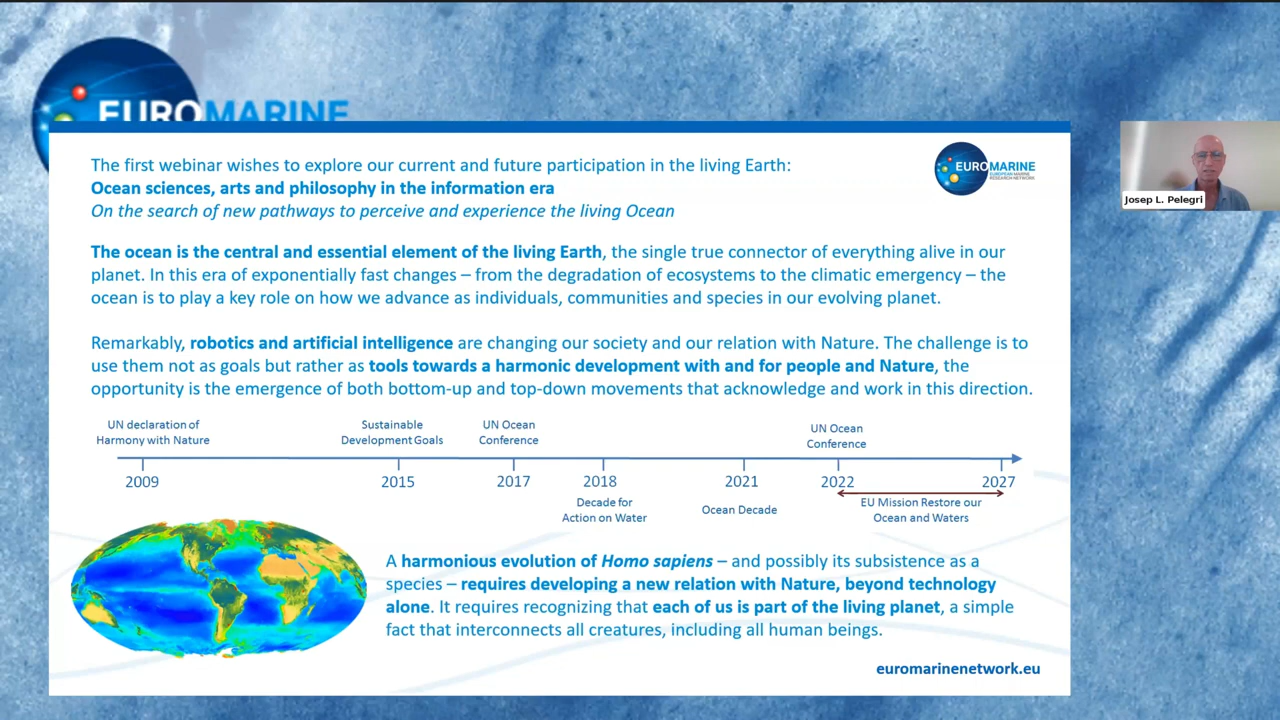 EUROMARINE
The first webinar wishes to explore our current and future participation in the living Earth:
Ocean sciences, arts and philosophy in the information era
On the search of new pathways to perceive and experience the living Ocean
EUROMARINE
EUROPEAN MARINE
RESEARCH NETWORK
Josep L. Pelegrí
The ocean is the central and essential element of the living Earth, the single true connector of everything alive in our
planet. In this era of exponentially fast changes – from the degradation of ecosystems to the climatic emergency – the
ocean is to play a key role on how we advance as individuals, communities and species in our evolving planet.
Remarkably, robotics and artificial intelligence are changing our society and our relation with Nature. The challenge is to
use them not as goals but rather as tools towards a harmonic development with and for people and Nature, the
opportunity is the emergence of both bottom-up and top-down movements that acknowledge and work in this direction.
UN declaration of
Harmony with Nature
Sustainable
Development Goals
UN Ocean
Conference
UN Ocean
Conference
2009
2015
2017
2018
2021
2022
2027
Decade for
Action on Water
Ocean Decade
EU Mission Restore our
Ocean and Waters
A harmonious evolution of Homo sapiens – and possibly its subsistence as a
species – requires developing a new relation with Nature, beyond technology
alone. It requires recognizing that each of us is part of the living planet, a simple
fact that interconnects all creatures, including all human beings.
euromarinenetwork.eu